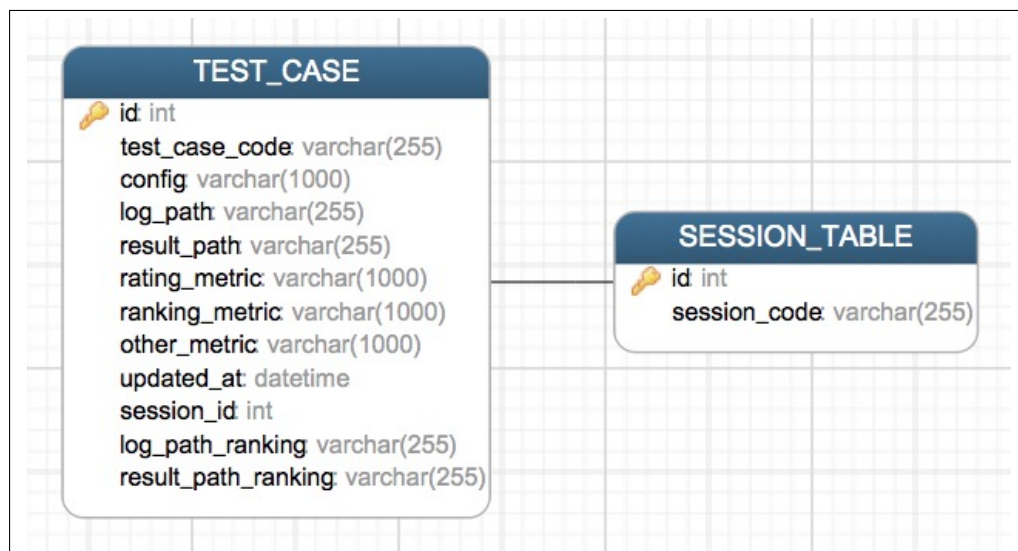 TEST_CASE
id: int
test_case_code: varchar(255)
config: varchar(1000)
log_path: varchar(255)
result_path: varchar(255)
rating_metric: varchar(1000)
ranking_metric: varchar(1000)
other_metric: varchar(1000)
updated_at: datetime
session_id: int
log_path_ranking: varchar(255)
result_path_ranking: varchar(255)
SESSION_TABLE
id: int
session_code: varchar(255)